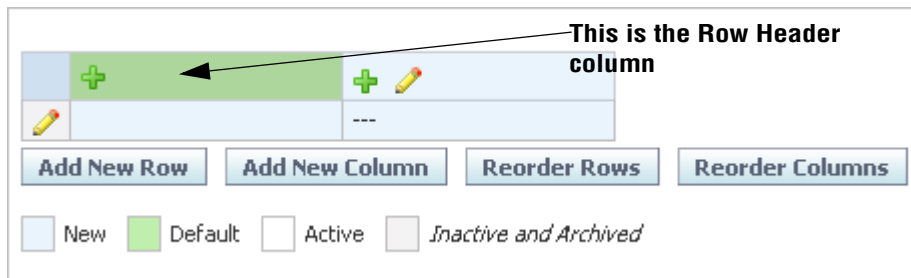 This is the Row Header
column
---
Add New Row Add New Column Reorder Rows Reorder Columns
New Default Active Inactive and Archived